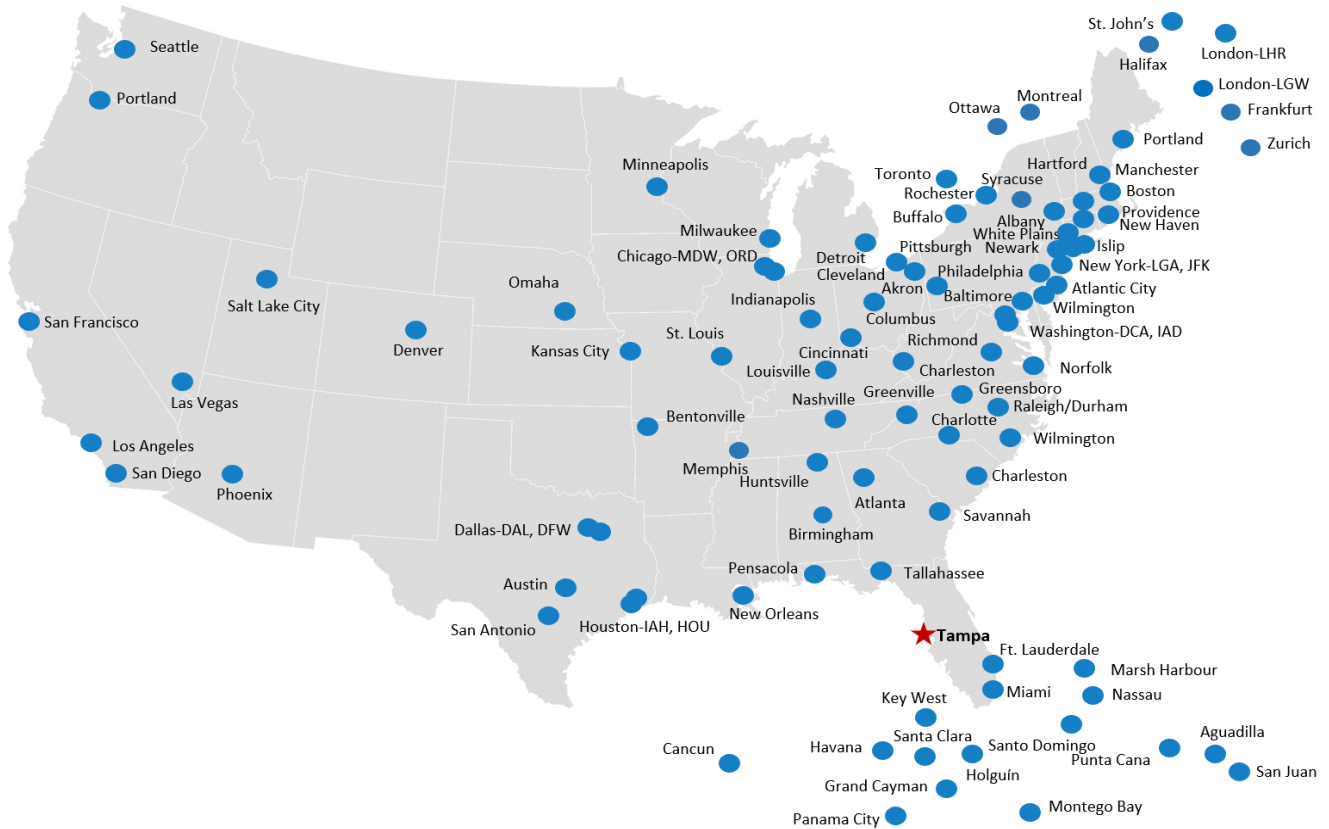 St. John's
London-LHR
Halifax
Seattle
London-LGW
Portland
Montreal
Ottawa
Frankfurt
Portland
Zurich
Minneapolis
Hartford
Manchester
Toronto
Syracuse
Rochester
Boston
Buffalo
Albany
Providence
New Haven
Milwaukee
White Plains
Chicago-MDW, ORD
Detroit
Pittsburgh
Newark
Islip
Cleveland
Philadelphia
New York-LGA, JFK
Omaha
Akron
Atlantic City
Salt Lake City
Indianapolis
Baltimore
Wilmington
San Francisco
Columbus
St. Louis
Washington-DCA, IAD
Denver
Kansas City
Cincinnati
Richmond
Louisville
Charleston
Norfolk
Las Vegas
Nashville
Greenville
Greensboro
Bentonville
Raleigh/Durham
Charlotte
Los Angeles
Wilmington
San Diego
Memphis
Phoenix
Huntsville
Charleston
Atlanta
Dallas-DAL, DFW
Savannah
Birmingham
Pensacola
Tallahassee
Austin
New Orleans
San Antonio
Houston-IAH, HOU
Tampa
Ft. Lauderdale
Marsh Harbour
Miami
Nassau
Key West
Cancun
Havana
Santa Clara
Santo Domingo
Aguadilla
Punta Cana
Holguín
San Juan
Grand Cayman
Montego Bay
Panama City